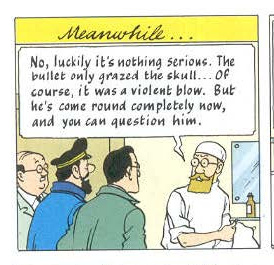 Meanwhile...
No, luckily it's nothing serious. The
bullet only grazed the skull... Of
course, it was a violent blow. But
he's come round completely now,
and you can question him.